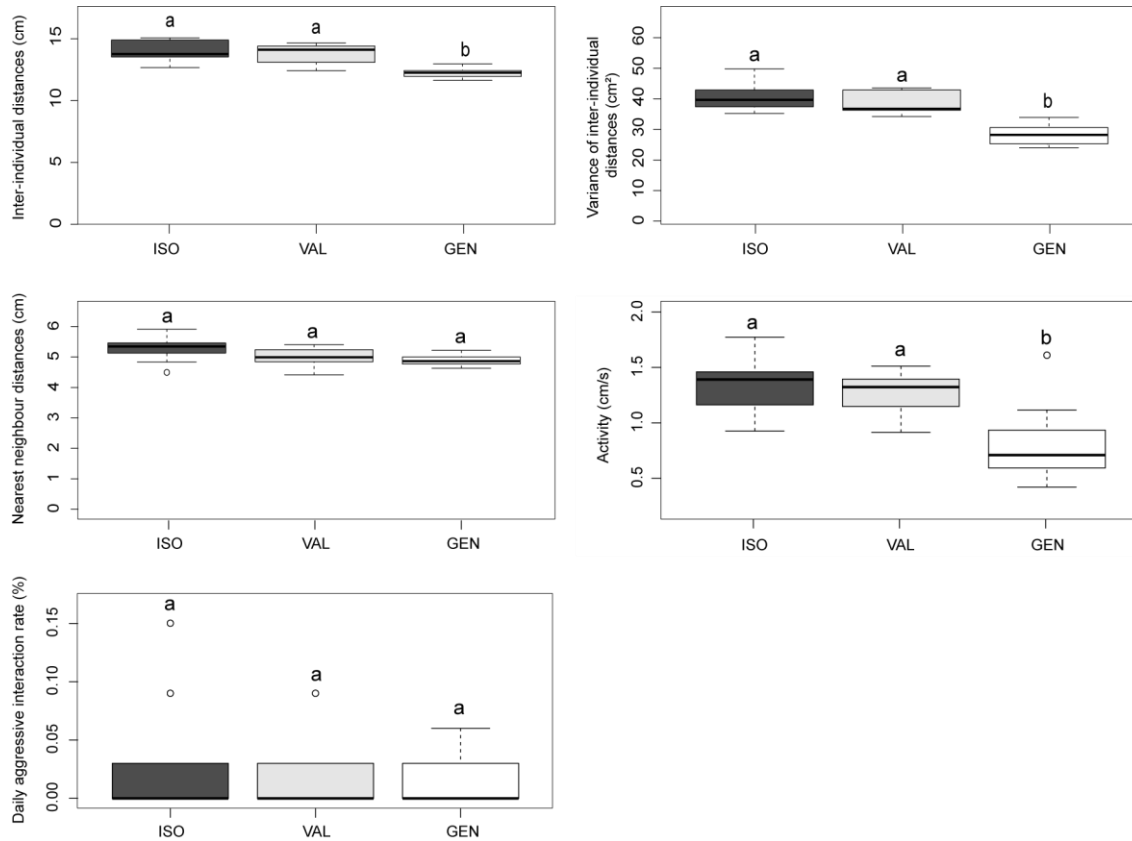 Inter-individual distances (cm)
15
10
5
0
a
a
b
ISO
VAL
GEN
Variance of inter-individual
distances (cm²)
60
50
40
30
20
10
0
a
a
b
ISO
VAL
GEN
Nearest neighbour distances (cm)
6
5
4
3
2
1
0
a
a
a
ISO
VAL
GEN
Activity (cm/s)
2.0
1.5
1.0
0.5
a
a
b
ISO
VAL
GEN
Daily aggressive interaction rate (%)
0.15
0.10
0.05
0.00
a
a
a
ISO
VAL
GEN